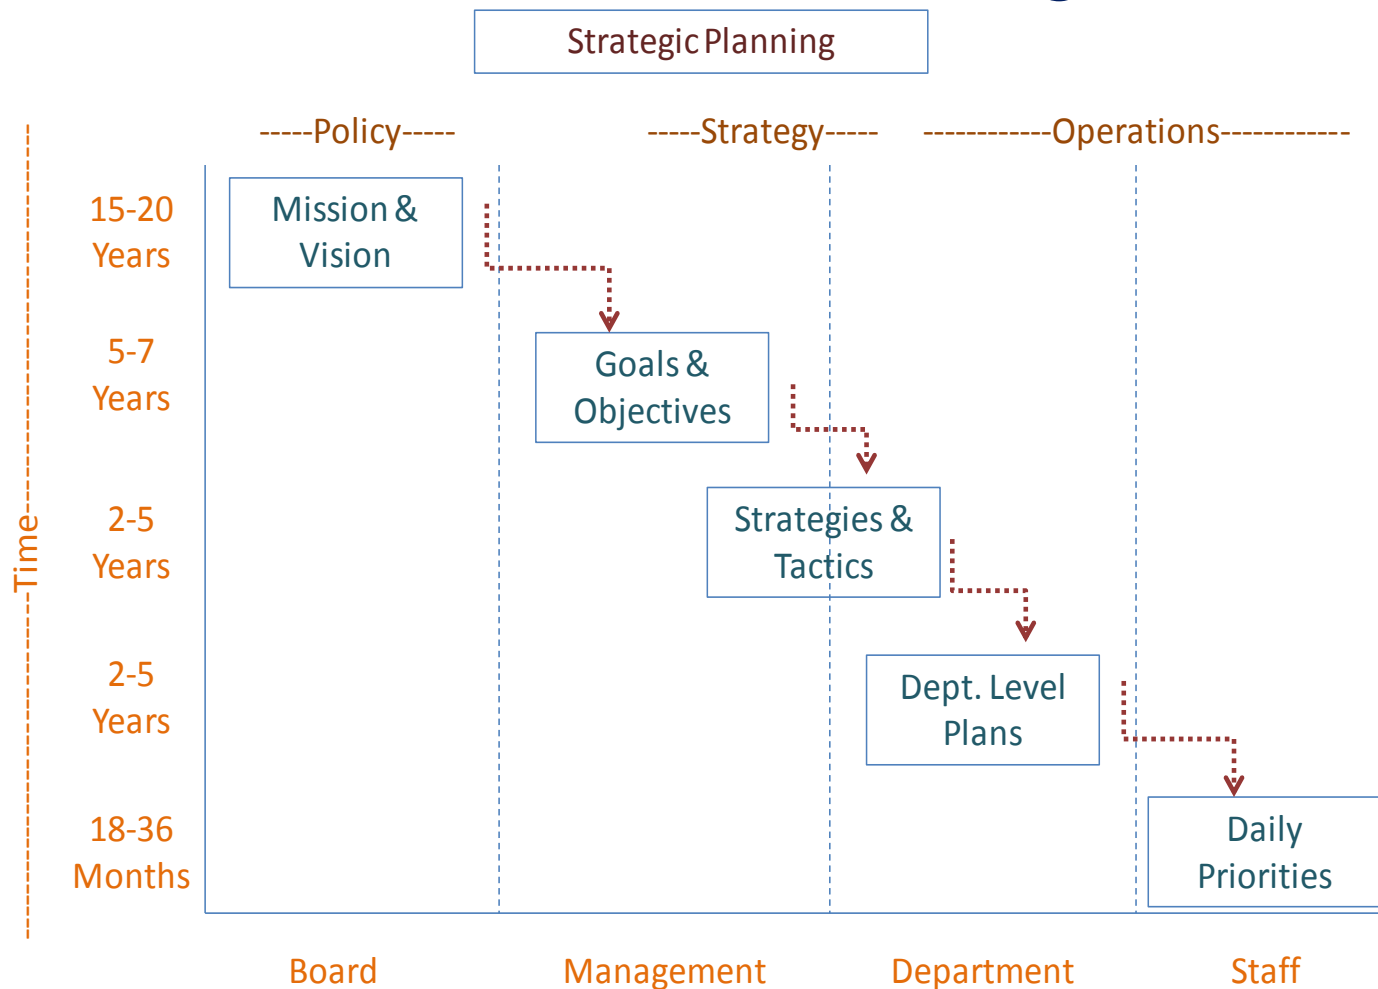 Strategic Planning
-----Policy----- -----Strategy----- ------------Operations------------
15-20
Years
Mission &
Vision
5-7
Years
Goals &
Objectives
2-5
Years
Strategies &
Tactics
2-5
Years
Dept. Level
Plans
18-36
Months
Daily
Priorities
Time
Board Management Department Staff